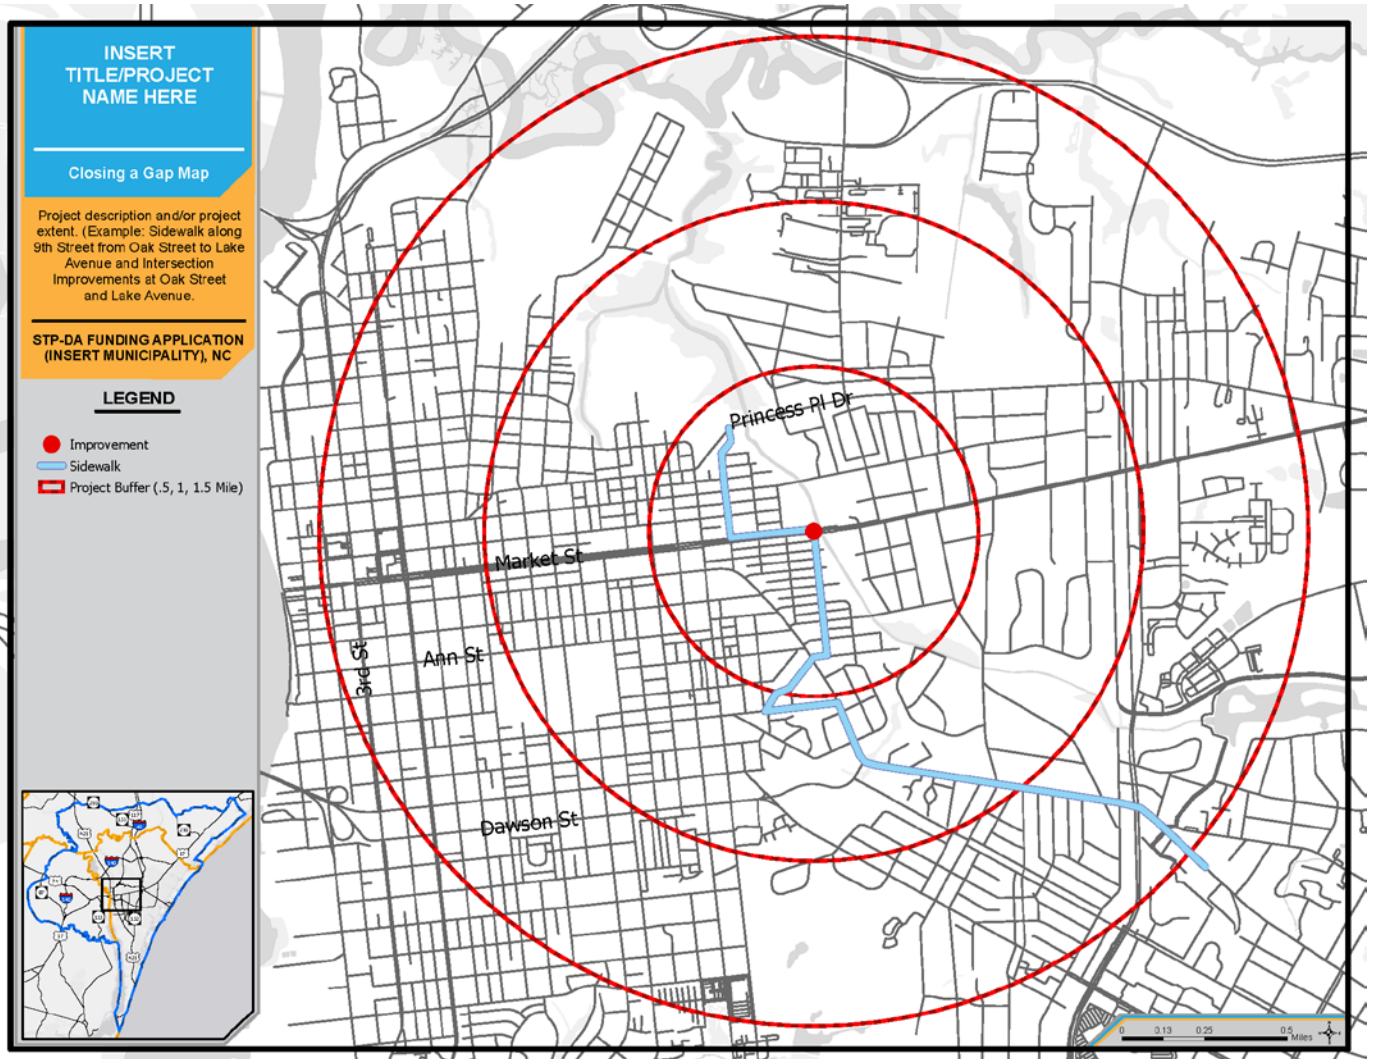 INSERT
TITLE/PROJECT
NAME HERE
Closing a Gap Map
Project description and/or project
extent. (Example: Sidewalk along
9th Street from Oak Street to Lake
Avenue and Intersection
Improvements at Oak Street
and Lake Avenue.
STP-DA FUNDING APPLICATION
(INSERT MUNICIPALITY), NC
LEGEND
Improvement
Sidewalk
Project Buffer (.5, 1, 1.5 Mile)
Princess Pl Dr
Market St
3rd St
Ann St
Dawson St
0 0.13 0.25 0.5
Miles